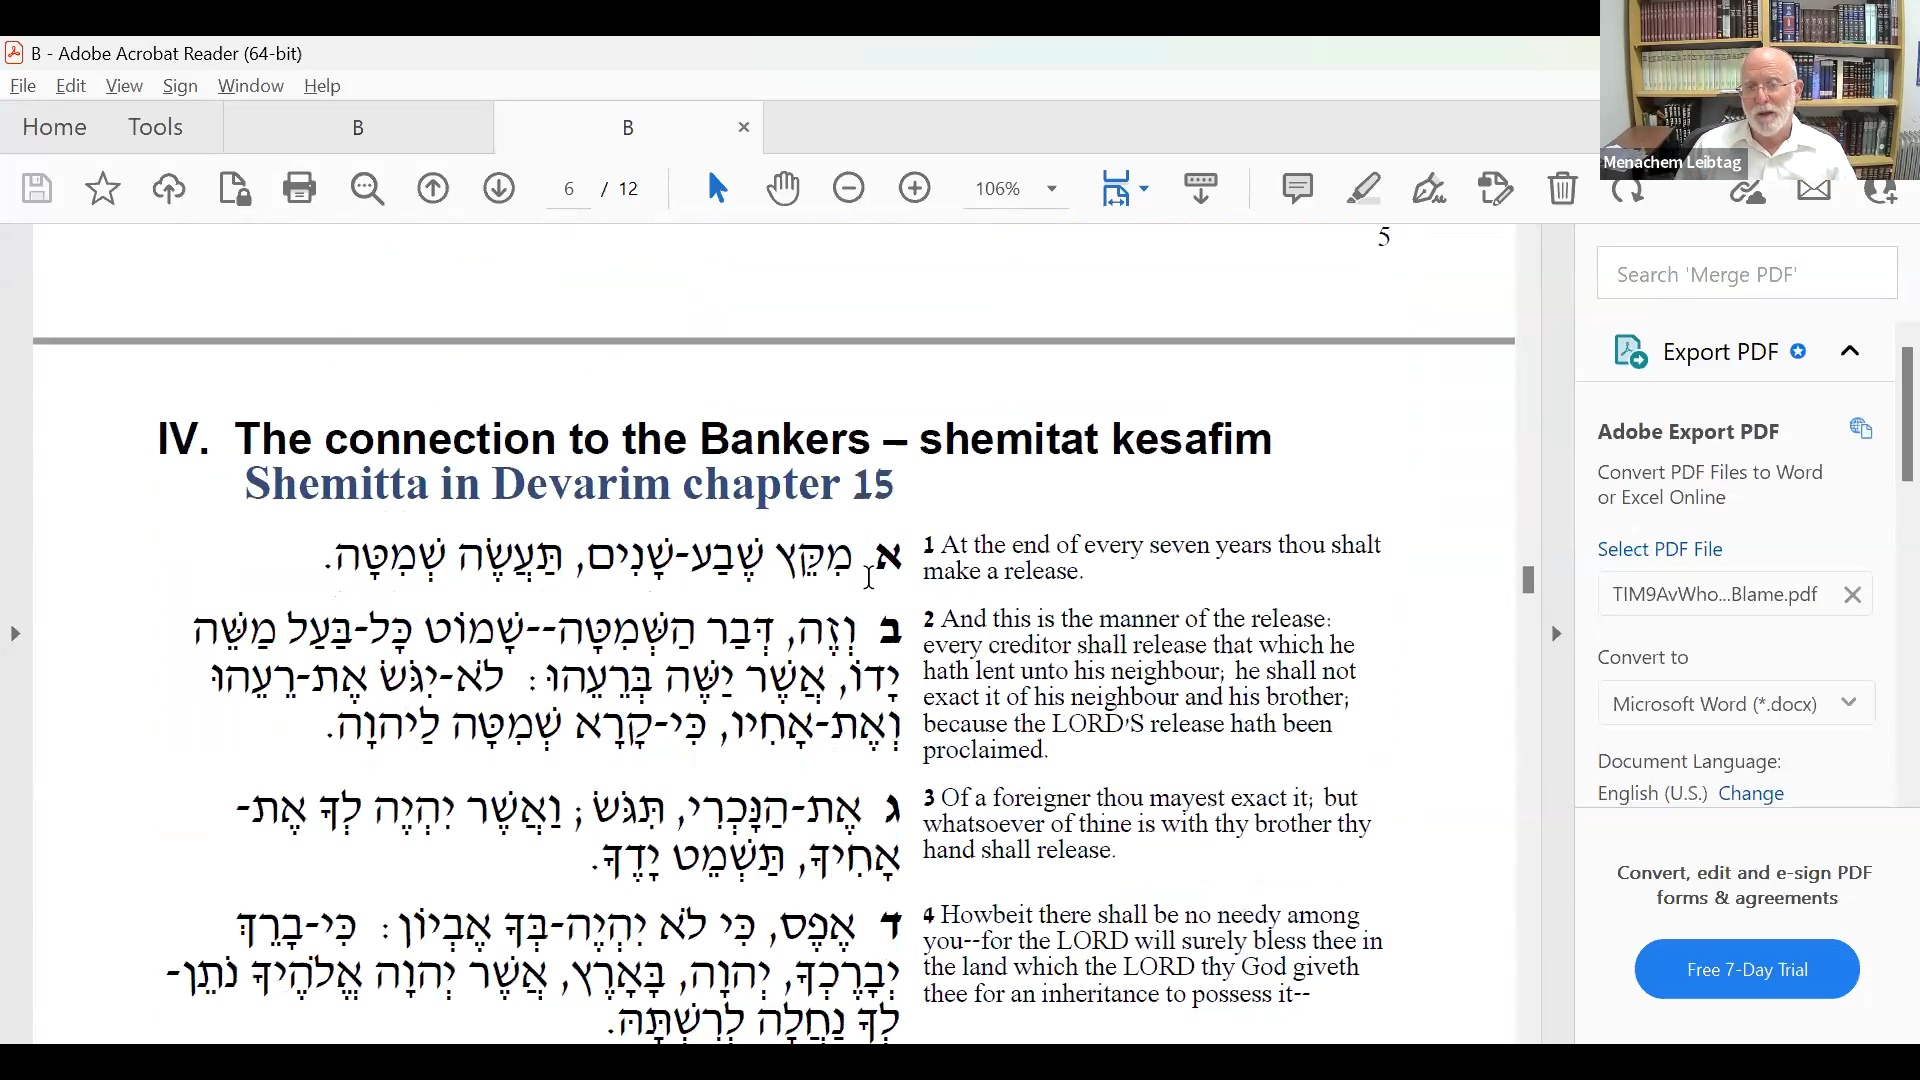 B - Adobe Acrobat Reader (64-bit)
File Edit View Sign Window Help
Home Tools B B
6 / 12 106%
Menachem Leibtag
5
IV. The connection to the Bankers – shemitat kesafim
Shemitta in Devarim chapter 15
א מִקֵּץ שֶׁבַע-שָׁנִים, תַּעֲשֶׂה שְׁמִטָּה.
1 At the end of every seven years thou shalt
make a release.
ב וְזֶה, דְּבַר הַשְּׁמִטָּה--שָׁמוֹט כָּל-בַּעַל מַשֵּׁה
יָדוֹ, אֲשֶׁר יַשֶּׁה בְּרֵעֵהוּ: לֹא-יִגֹּשׂ אֶת-רֵעֵהוּ
וְאֶת-אָחִיו, כִּי-קָרָא שְׁמִטָּה לַיהוָה.
2 And this is the manner of the release:
every creditor shall release that which he
hath lent unto his neighbour; he shall not
exact it of his neighbour and his brother;
because the LORD'S release hath been
proclaimed.
ג אֶת-הַנָּכְרִי, תִּגֹּשׂ; וַאֲשֶׁר יִהְיֶה לְךָ אֶת-
אָחִיךָ, תַּשְׁמֵט יָדֶךָ.
3 Of a foreigner thou mayest exact it; but
whatsoever of thine is with thy brother thy
hand shall release.
ד אֶפֶס, כִּי לֹא יִהְיֶה-בְּךָ אֶבְיוֹן: כִּי-בָרֵךְ
יְבָרֶכְךָ, יְהוָה, בָּאָרֶץ, אֲשֶׁר יְהוָה אֱלֹהֶיךָ נֹתֵן-
לְךָ נַחֲלָה לְרִשְׁתָּהּ.
4 Howbeit there shall be no needy among
you--for the LORD will surely bless thee in
the land which the LORD thy God giveth
thee for an inheritance to possess it--
Search 'Merge PDF'
Export PDF
Adobe Export PDF
Convert PDF Files to Word
or Excel Online
Select PDF File
TIM9AvWho...Blame.pdf
Convert to
Microsoft Word (*.docx)
Document Language:
English (U.S.) Change
Convert, edit and e-sign PDF
forms & agreements
Free 7-Day Trial